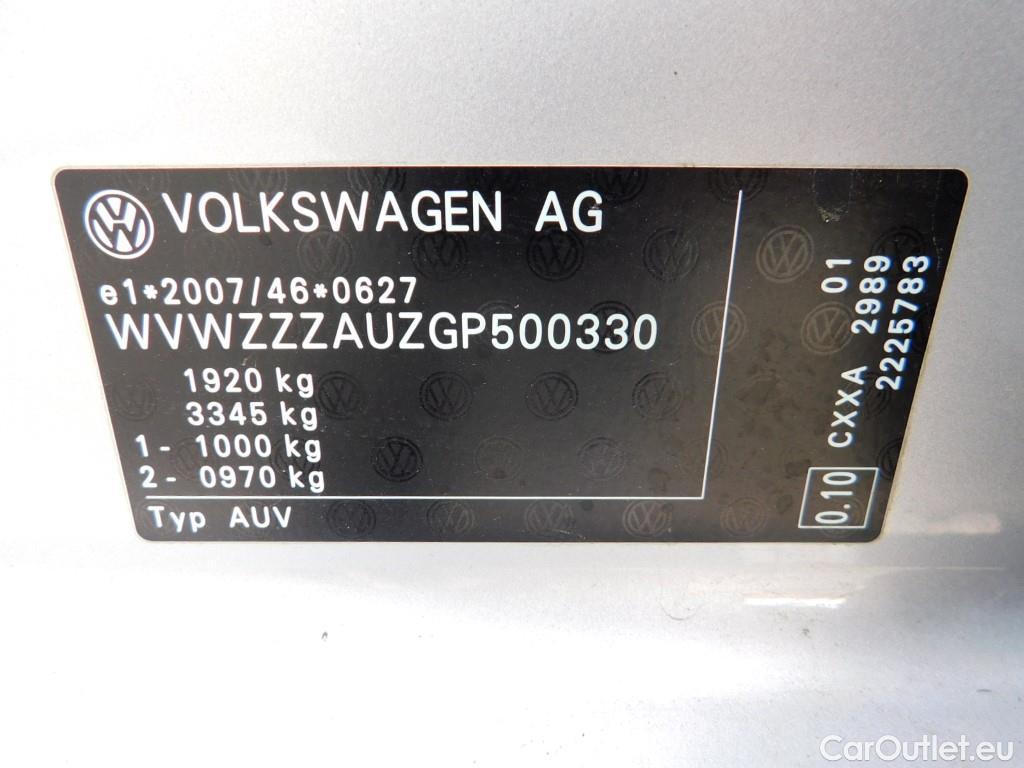 VOLKSWAGEN AG
e1*2007/46*0627
WVWZZZAUZGP500330
1920 kg
3345 kg
1- 1000 kg
2- 0970 kg
Typ AUV
0.10 CXXA 01
2989
2225783
CarOutlet.eu